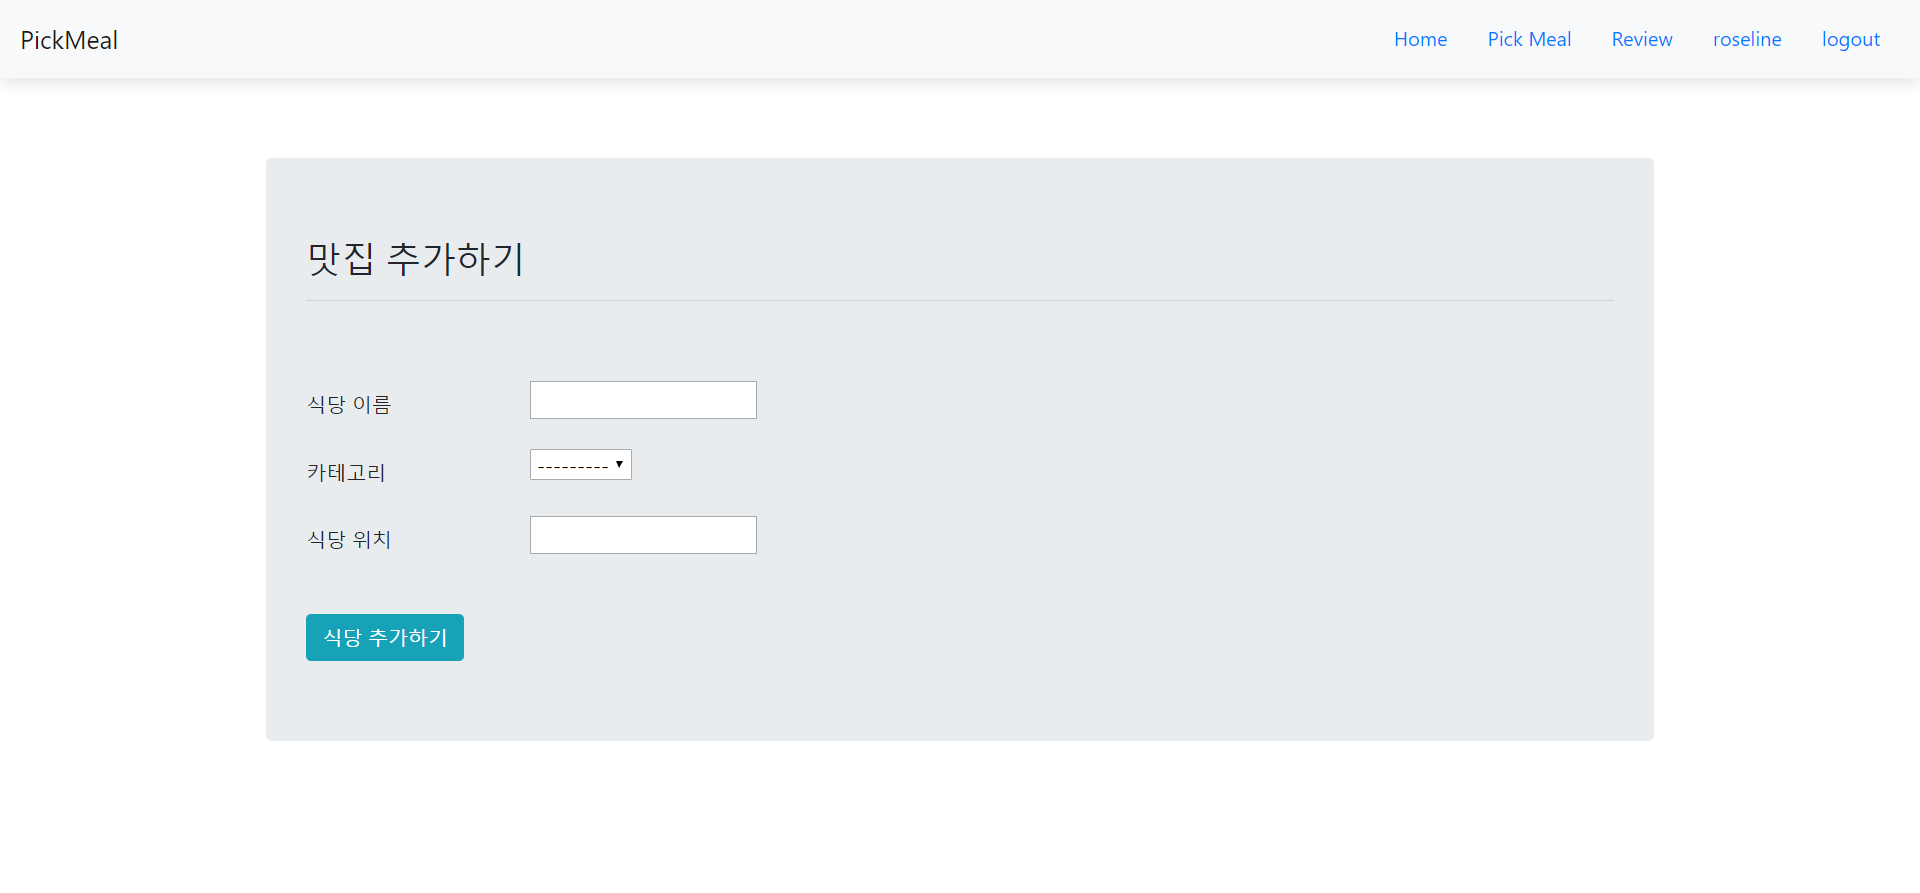 PickMeal
Home Pick Meal Review roseline logout
맛집 추가하기
식당 이름
카테고리 ---------
식당 위치
식당 추가하기